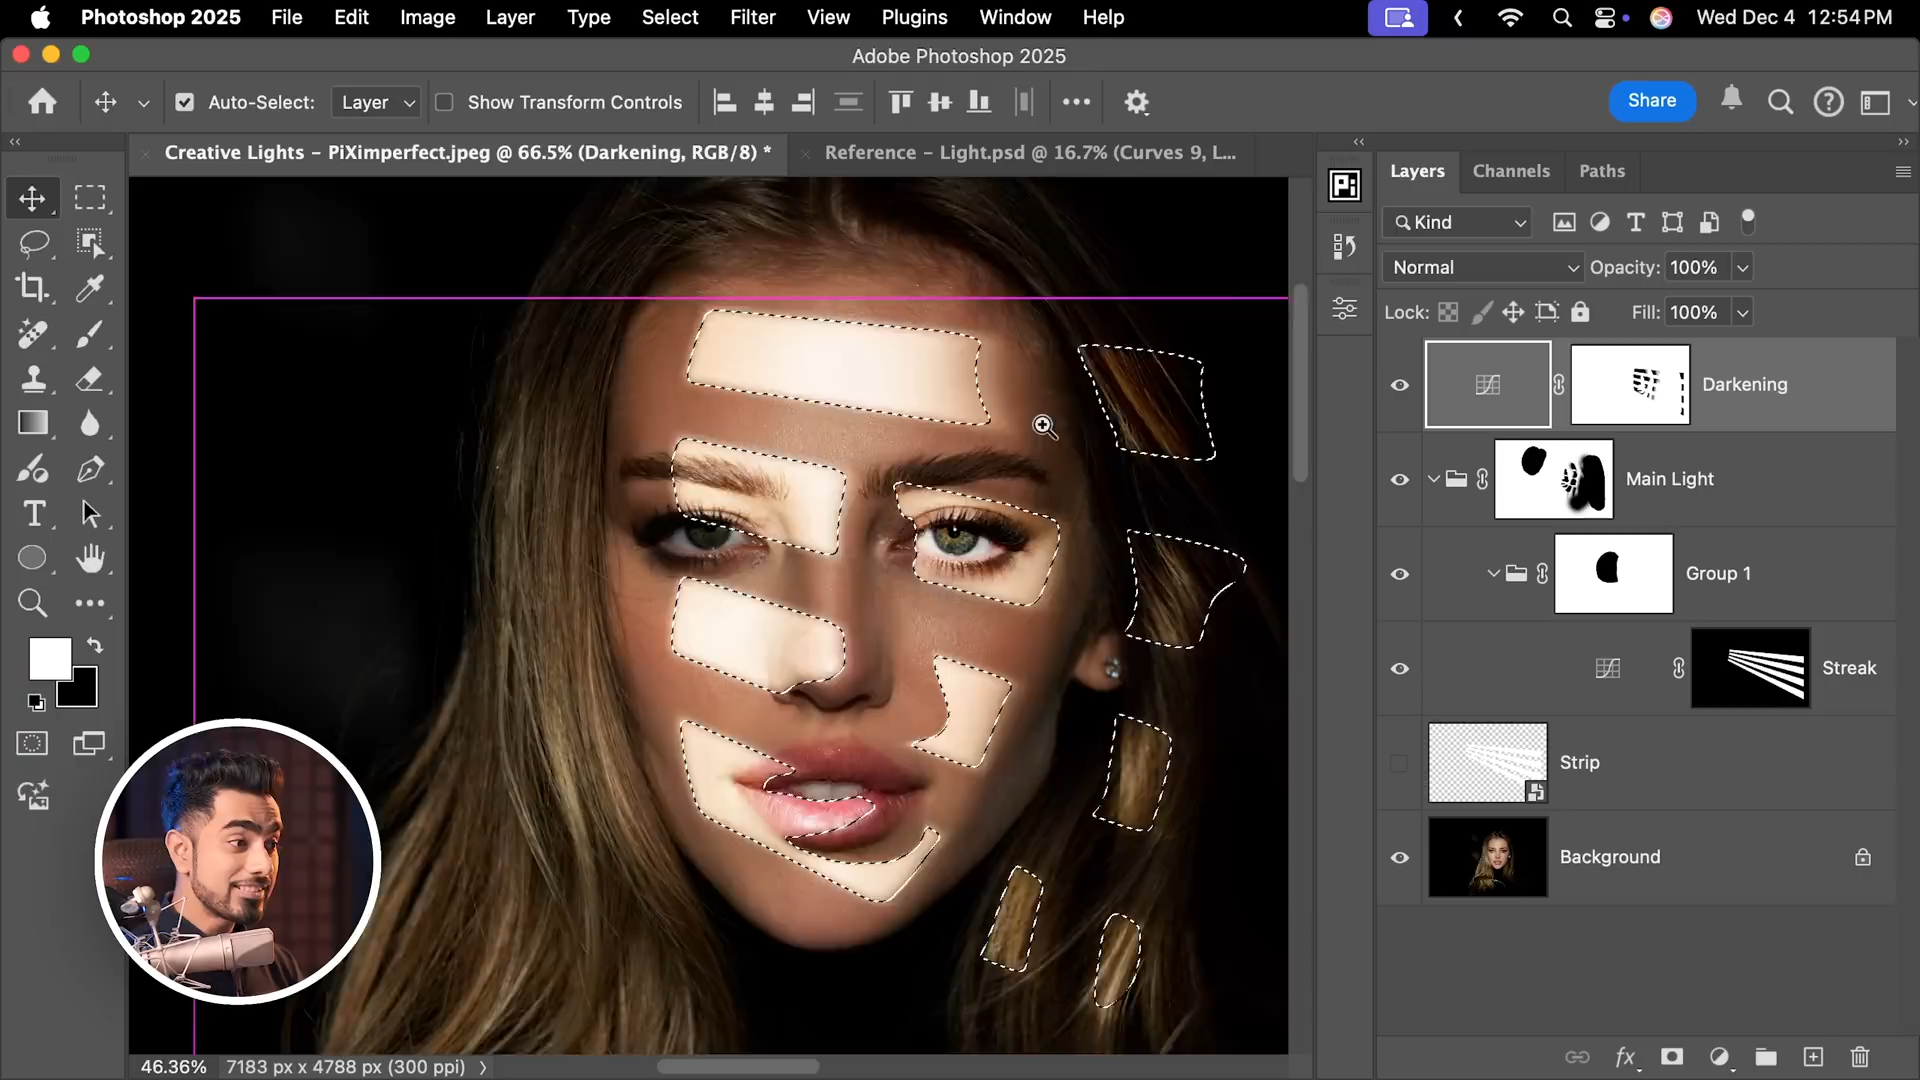 Photoshop 2025 File Edit Image Layer Type Select Filter View Plugins Window Help Wed Dec 4 12:54 PM
Adobe Photoshop 2025
Auto-Select: Layer Show Transform Controls Share
Creative Lights - PiXimperfect.jpeg @ 66.5% (Darkening, RGB/8) * Reference - Light.psd @ 16.7% (Curves 9, L...
Pi
Layers Channels Paths
Kind
Normal Opacity: 100%
Lock: Fill: 100%
Darkening
Main Light
Group 1
Streak
Strip
Background
46.36% 7183 px x 4788 px (300 ppi)
fx